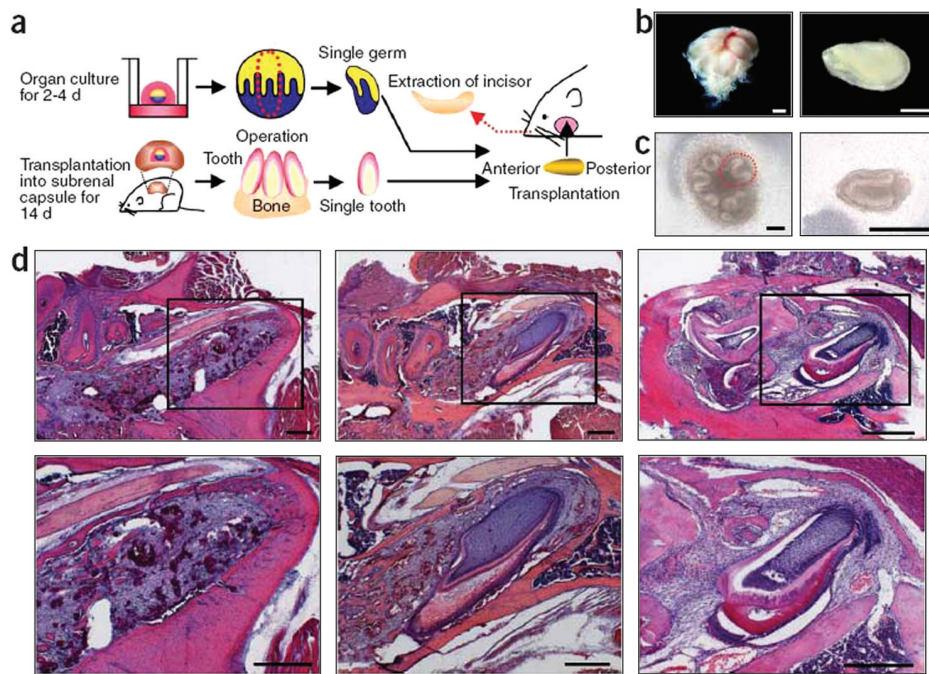 a
Organ culture
for 2-4 d
Single germ
Extraction of incisor
Operation
Transplantation
into subrenal
capsule for
14 d
Tooth
Bone
Single tooth
Anterior
Posterior
Transplantation
b
c
d